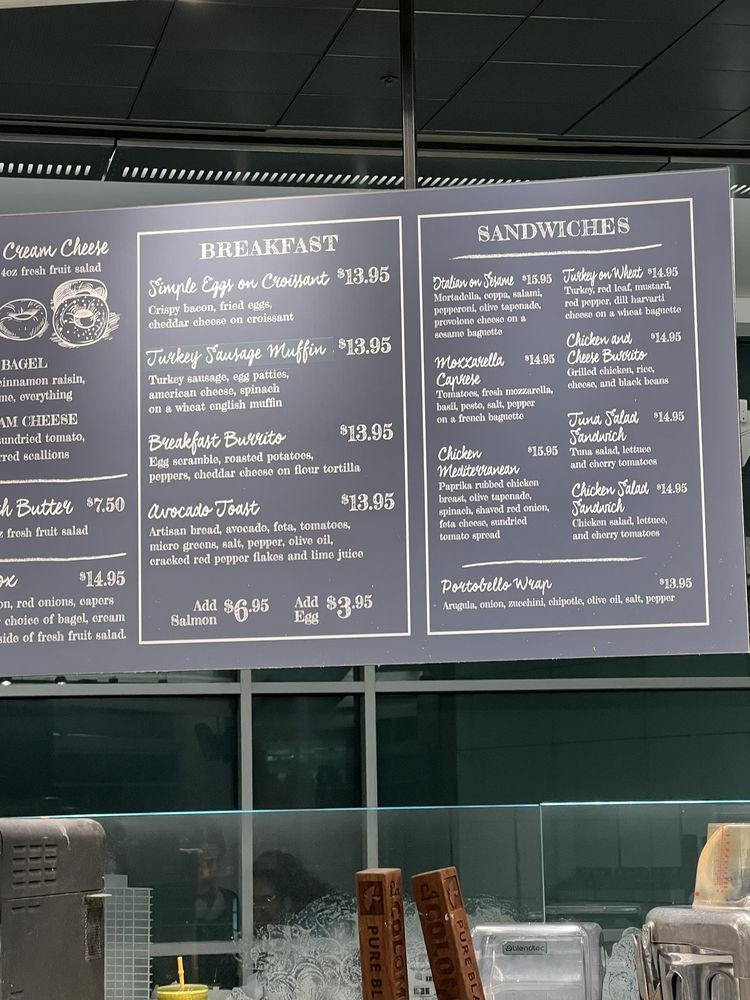 Cream Cheese
4oz fresh fruit salad
BAGEL
cinnamon raisin,
everything
CHEESE
sundried tomato,
scallions
Butter $7.50
fresh fruit salad
$14.95
red onions, capers
choice of bagel, cream
side of fresh fruit salad
BREAKFAST
Simple Eggs on Croissant $13.95
Crispy bacon, fried eggs,
cheddar cheese on croissant
Turkey Sausage Muffin $13.95
Turkey sausage, egg patties,
american cheese, spinach
on a wheat english muffin
Breakfast Burrito $13.95
Egg scramble, roasted potatoes,
peppers, cheddar cheese on flour tortilla
Avocado Toast $13.95
Artisan bread, avocado, feta, tomatoes,
micro greens, salt, pepper, olive oil,
cracked red pepper flakes and lime juice
Add Salmon $6.95
Add Egg $3.95
SANDWICHES
Italian on Sesame $15.95
Mortadella, coppa, salami,
pepperoni, olive tapenade,
provolone cheese on a
sesame baguette
Mozzarella $14.95
Caprese
Tomatoes, fresh mozzarella,
basil, pesto, salt, pepper
on a french baguette
Chicken $15.95
Mediterranean
Paprika rubbed chicken
breast, olive tapenade,
spinach, shaved red onion,
feta cheese, sundried
tomato spread
Turkey on Wheat $14.95
Turkey, red leaf, mustard,
red pepper, dill havarti
cheese on a wheat baguette
Chicken and $14.95
Cheese Burrito
Grilled chicken, rice,
cheese, and black beans
Tuna Salad $14.95
Sandwich
Tuna salad, lettuce
and cherry tomatoes
Chicken Salad $14.95
Sandwich
Chicken salad, lettuce,
and cherry tomatoes
Portobello Wrap $13.95
Arugula, onion, zucchini, chipotle, olive oil, salt, pepper
PURE BL
COLOM
PURE BLA
COLOM
blendtec